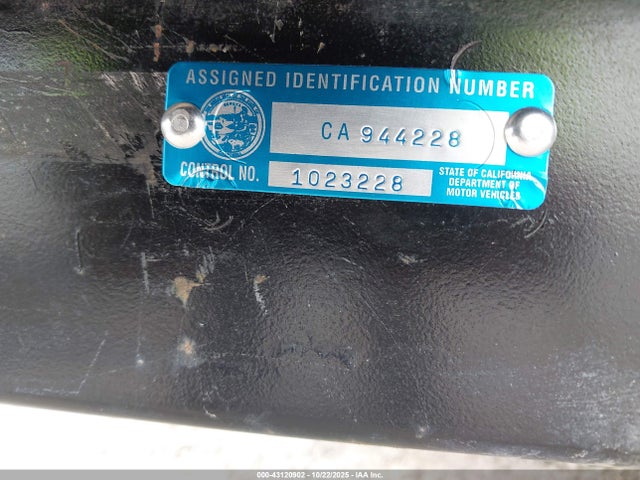 ASSIGNED IDENTIFICATION NUMBER
CA 944228
CONTROL NO. 1023228
STATE OF CALIFORNIA
DEPARTMENT OF
MOTOR VEHICLES
000-43120902 - 10/22/2025 - IAA Inc.